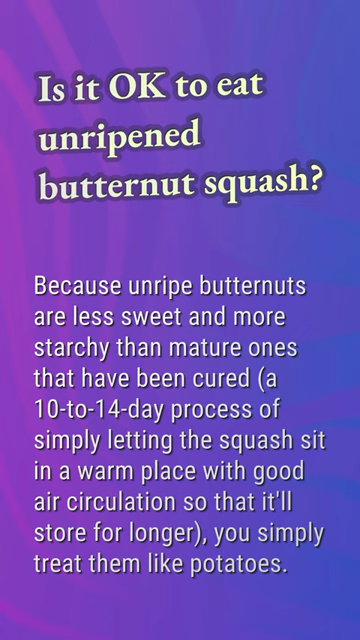 Is it OK to eat
unripened
butternut squash?
Because unripe butternuts
are less sweet and more
starchy than mature ones
that have been cured (a
10-to-14-day process of
simply letting the squash sit
in a warm place with good
air circulation so that it'll
store for longer), you simply
treat them like potatoes.